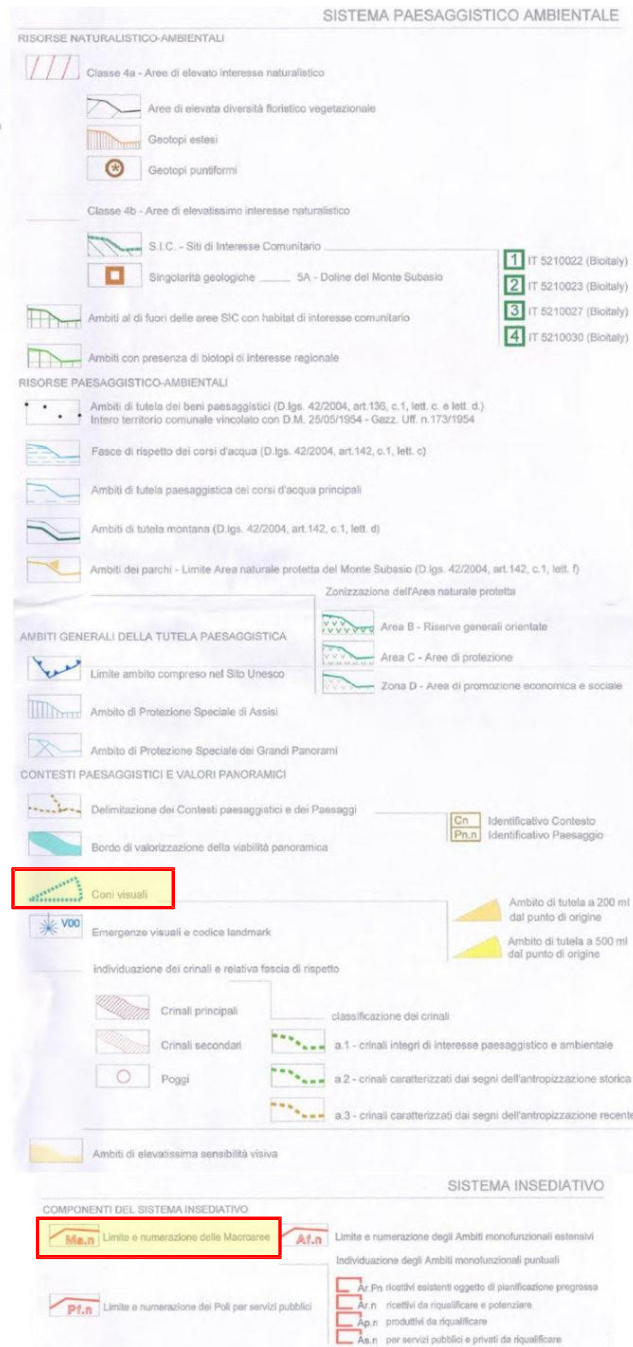 SISTEMA PAESAGGISTICO AMBIENTALE
RISORSE NATURALISTICO-AMBIENTALI
Classe 4a - Aree di elevato interesse naturalistico
Aree di elevata diversità floristico vegetazionale
Geotopi estesi
Geotopi puntiformi
Classe 4b - Aree di elevatissimo interesse naturalistico
S.I.C. - Siti di Interesse Comunitario
1 IT 5210022 (Bioitaly)
Singolarità geologiche 5A - Doline del Monte Subasio
2 IT 5210023 (Bioitaly)
3 IT 5210027 (Bioitaly)
4 IT 5210030 (Bioitaly)
Ambiti al di fuori delle aree SIC con habitat di interesse comunitario
Ambiti con presenza di biotopi di interesse regionale
RISORSE PAESAGGISTICO-AMBIENTALI
Ambiti di tutela dei beni paesaggistici (D.lgs. 42/2004, art.136, c.1, lett. c. e lett. d.)
Intero territorio comunale vincolato con D.M. 25/05/1954 - Gazz. Uff. n.173/1954
Fasce di rispetto dei corsi d'acqua (D.lgs. 42/2004, art.142, c.1, lett. c)
Ambiti di tutela paesaggistica dei corsi d'acqua principali
Ambiti di tutela montana (D.lgs. 42/2004, art.142, c.1, lett. d)
Ambiti dei parchi - Limite Area naturale protetta del Monte Subasio (D.lgs. 42/2004, art.142, c.1, lett. f)
Zonizzazione dell'Area naturale protetta
Area B - Riserve generali orientate
Area C - Aree di protezione
Zona D - Area di promozione economica e sociale
AMBITI GENERALI DELLA TUTELA PAESAGGISTICA
Limite ambito compreso nel Sito Unesco
Ambito di Protezione Speciale di Assisi
Ambito di Protezione Speciale dei Grandi Panorami
CONTESTI PAESAGGISTICI E VALORI PANORAMICI
Delimitazione dei Contesti paesaggistici e dei Paesaggi
Cn Identificativo Contesto
Pn.n Identificativo Paesaggio
Bordo di valorizzazione della viabilità panoramica
Coni visuali
Ambito di tutela a 200 ml
dal punto di origine
Ambito di tutela a 500 ml
dal punto di origine
V00 Emergenze visuali e codice landmark
individuazione dei crinali e relativa fascia di rispetto
Crinali principali
Crinali secondari
Poggi
classificazione dei crinali
a.1 - crinali integri di interesse paesaggistico e ambientale
a.2 - crinali caratterizzati dai segni dell'antropizzazione storica
a.3 - crinali caratterizzati dai segni dell'antropizzazione recente
Ambiti di elevatissima sensibilità visiva
SISTEMA INSEDIATIVO
COMPONENTI DEL SISTEMA INSEDIATIVO
Ma.n Limite e numerazione delle Macroaree
Af.n Limite e numerazione degli Ambiti monofunzionali estensivi
Individuazione degli Ambiti monofunzionali puntuali
Pf.n Limite e numerazione dei Poli per servizi pubblici
Ar.Pn ricettivi esistenti oggetto di pianificazione pregressa
Ar.n ricettivi da riqualificare e potenziare
Ap.n produttivi da riqualificare
As.n per servizi pubblici e privati da riqualificare